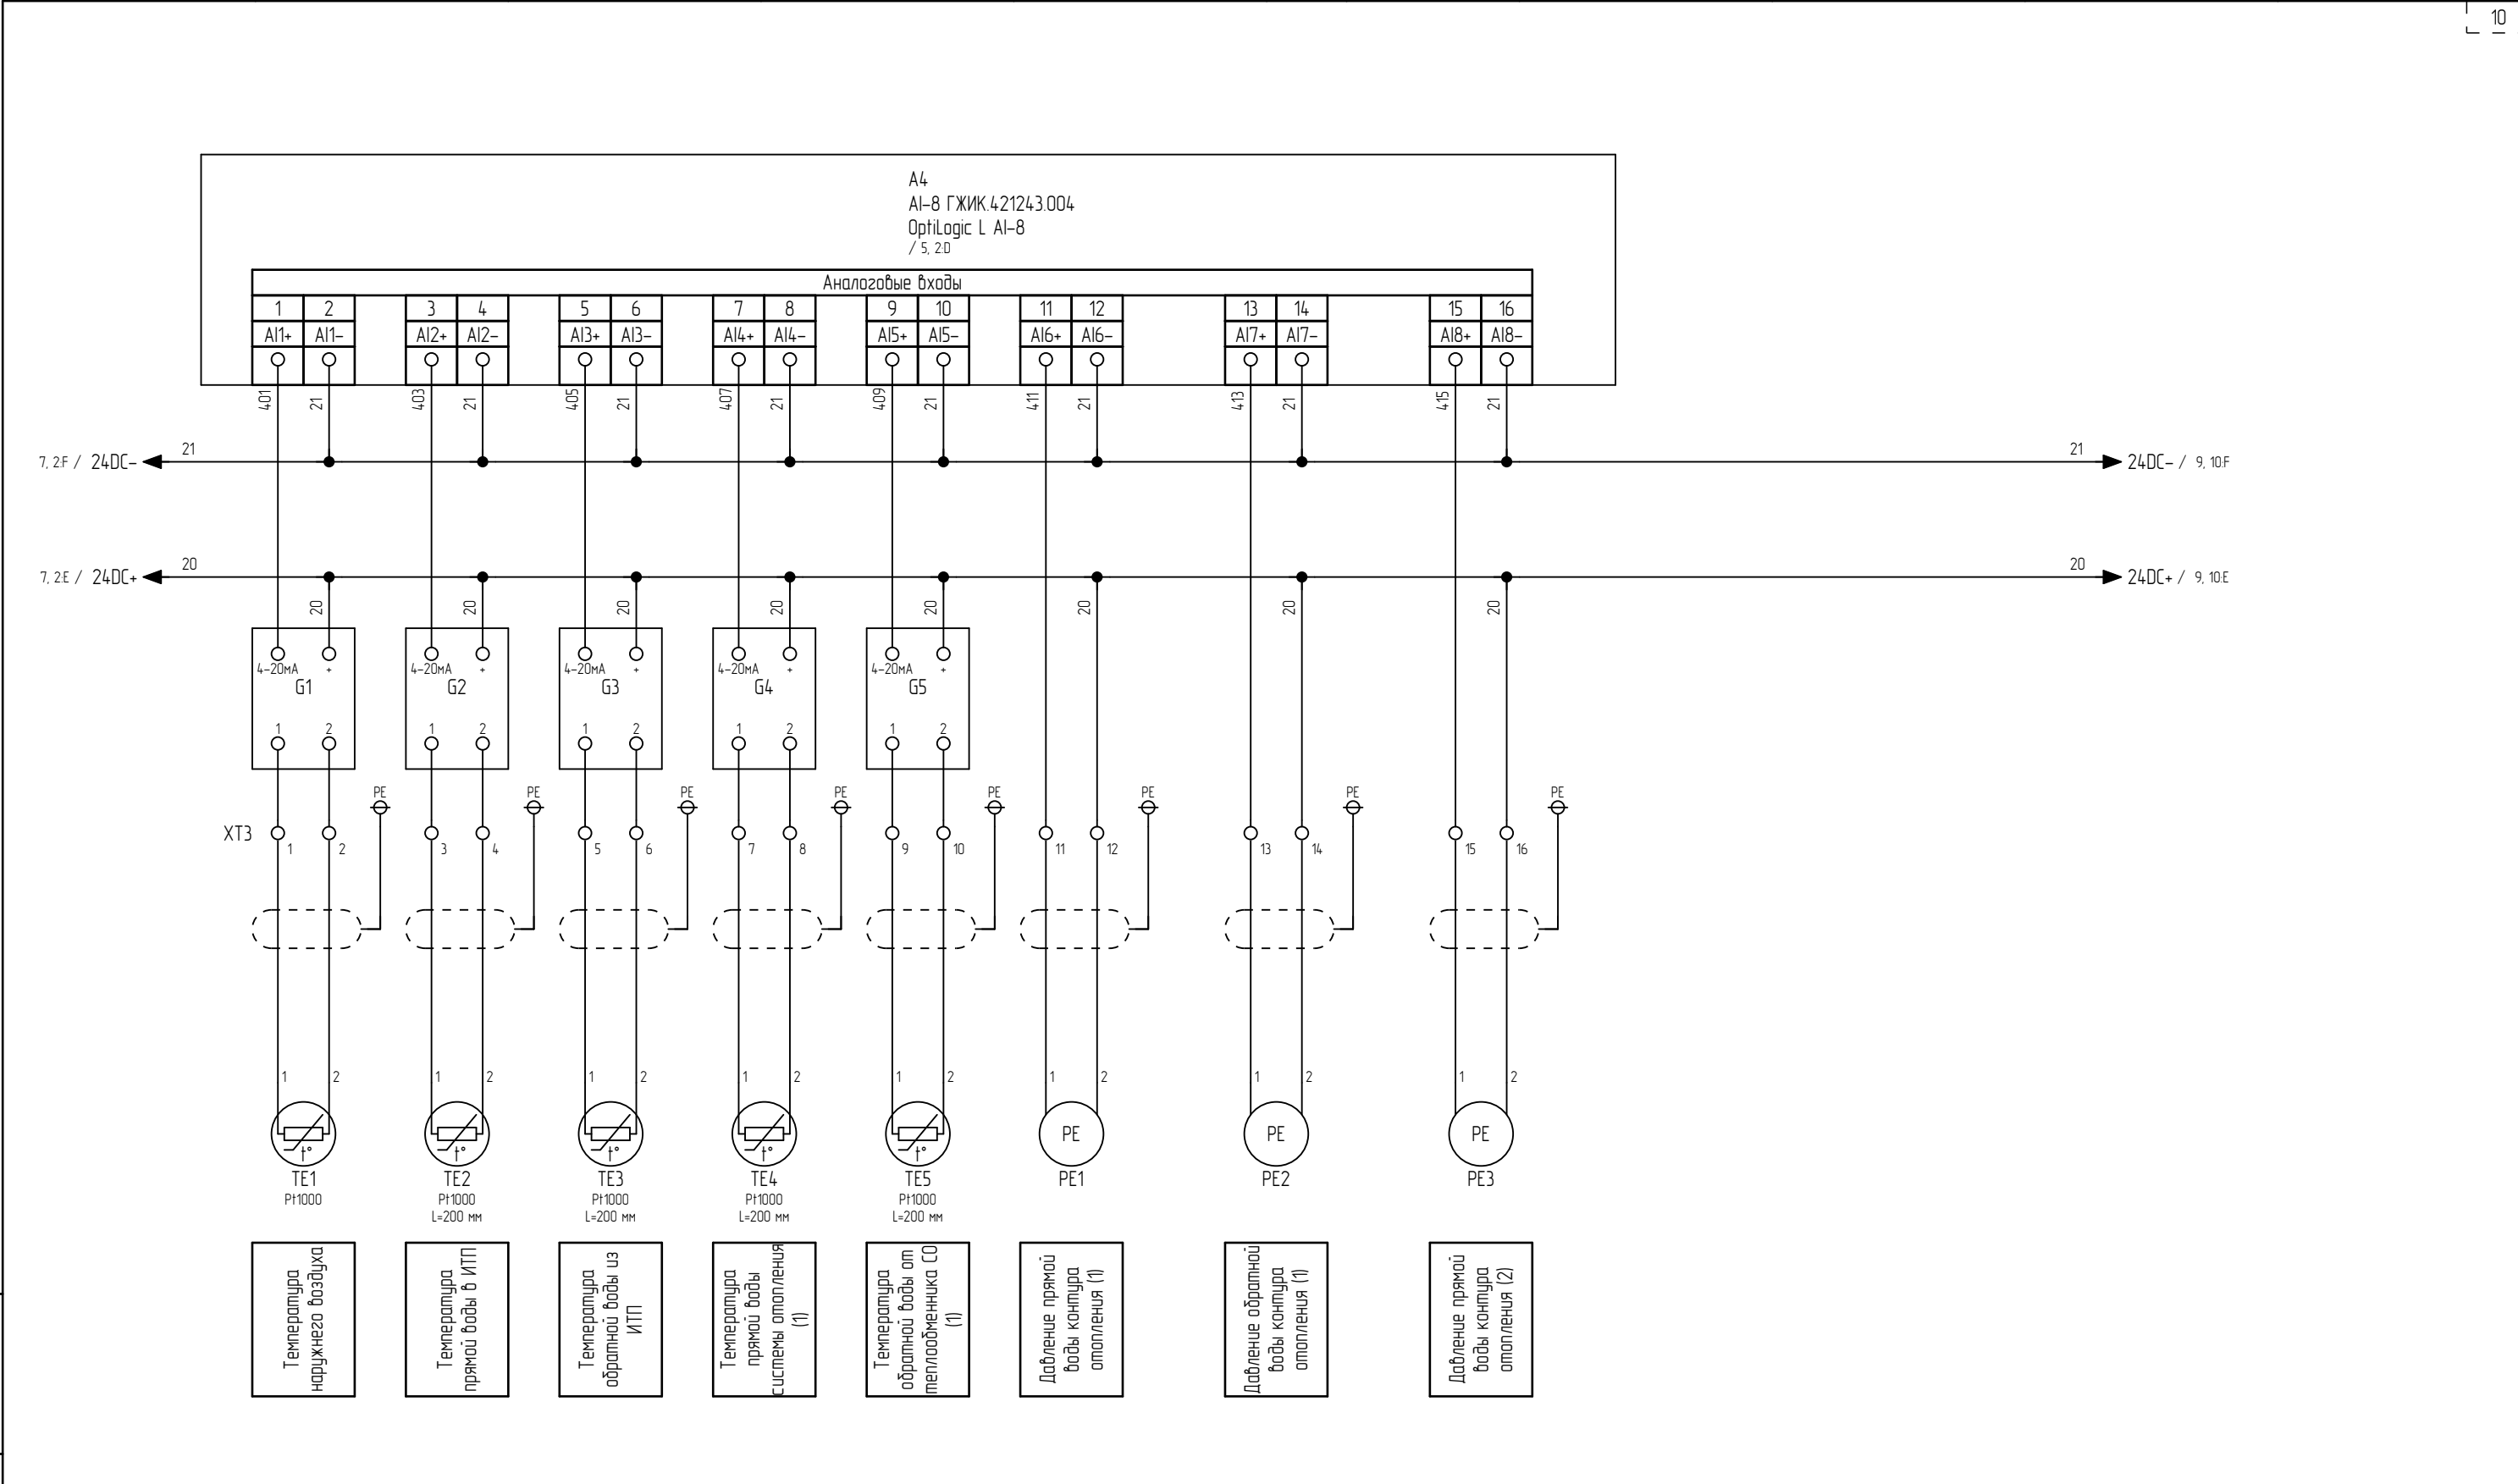 10
A4
AI-8 ГЖИК.421243.004
OptiLogic L AI-8
/ 5, 2:D
Аналоговые входы
1 2 3 4 5 6 7 8 9 10 11 12 13 14 15 16
AI1+ AI1- AI2+ AI2- AI3+ AI3- AI4+ AI4- AI5+ AI5- AI6+ AI6- AI7+ AI7- AI8+ AI8-
401 21 403 21 405 21 407 21 409 21 411 21 413 21 415 21
21 21
7, 2:F / 24DC- 24DC- / 9, 10:F
20 20
7, 2:E / 24DC+ 24DC+ / 9, 10:E
20 20 20 20 20 20 20 20
4-20мА + 4-20мА + 4-20мА + 4-20мА + 4-20мА +
G1 G2 G3 G4 G5
1 2 1 2 1 2 1 2 1 2
PE PE PE PE PE PE PE PE
XT3
1 2 3 4 5 6 7 8 9 10 11 12 13 14 15 16
1 2 1 2 1 2 1 2 1 2 1 2 1 2 1 2
t° t° t° t° t° PE PE PE
TE1 TE2 TE3 TE4 TE5 PE1 PE2 PE3
Pt1000 Pt1000 Pt1000 Pt1000 Pt1000
L=200 мм L=200 мм L=200 мм L=200 мм
Температура
наружнего воздуха
Температура
прямой воды в ИТП
Температура
обратной воды из
ИТП
Температура
прямой воды
системы отопления
(1)
Температура
обратной воды от
теплообменника СО
(1)
Давление прямой
воды контура
отопления (1)
Давление обратной
воды контура
отопления (1)
Давление прямой
воды контура
отопления (2)